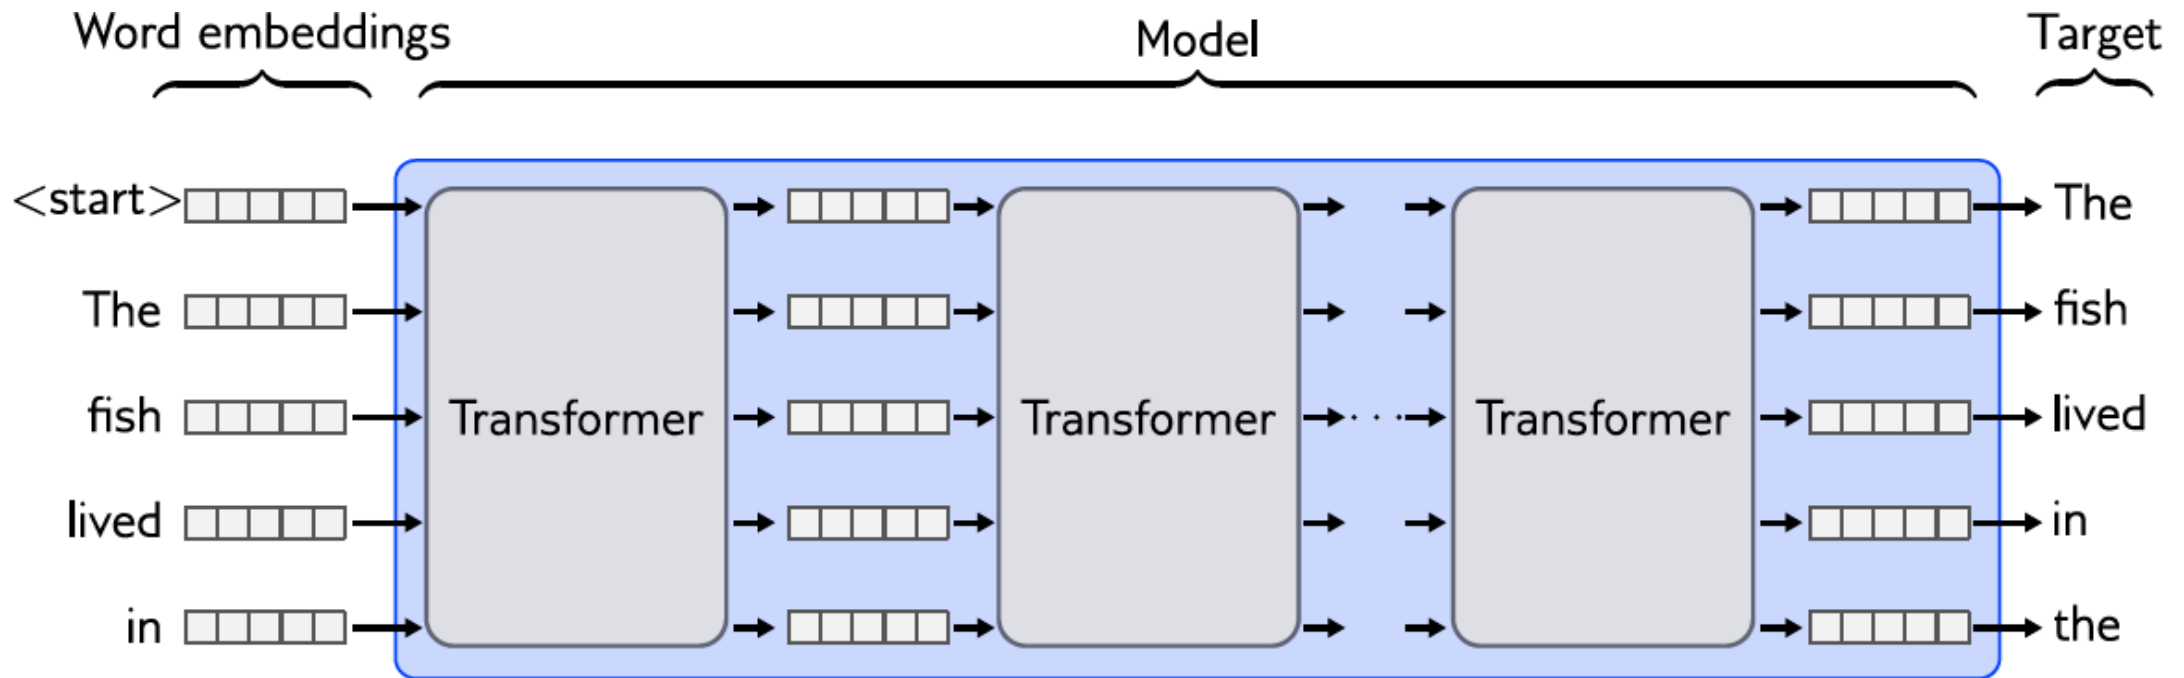 Word embeddings Model Target
<start> The
The fish
fish Transformer Transformer . . . Transformer lived
lived in
in the